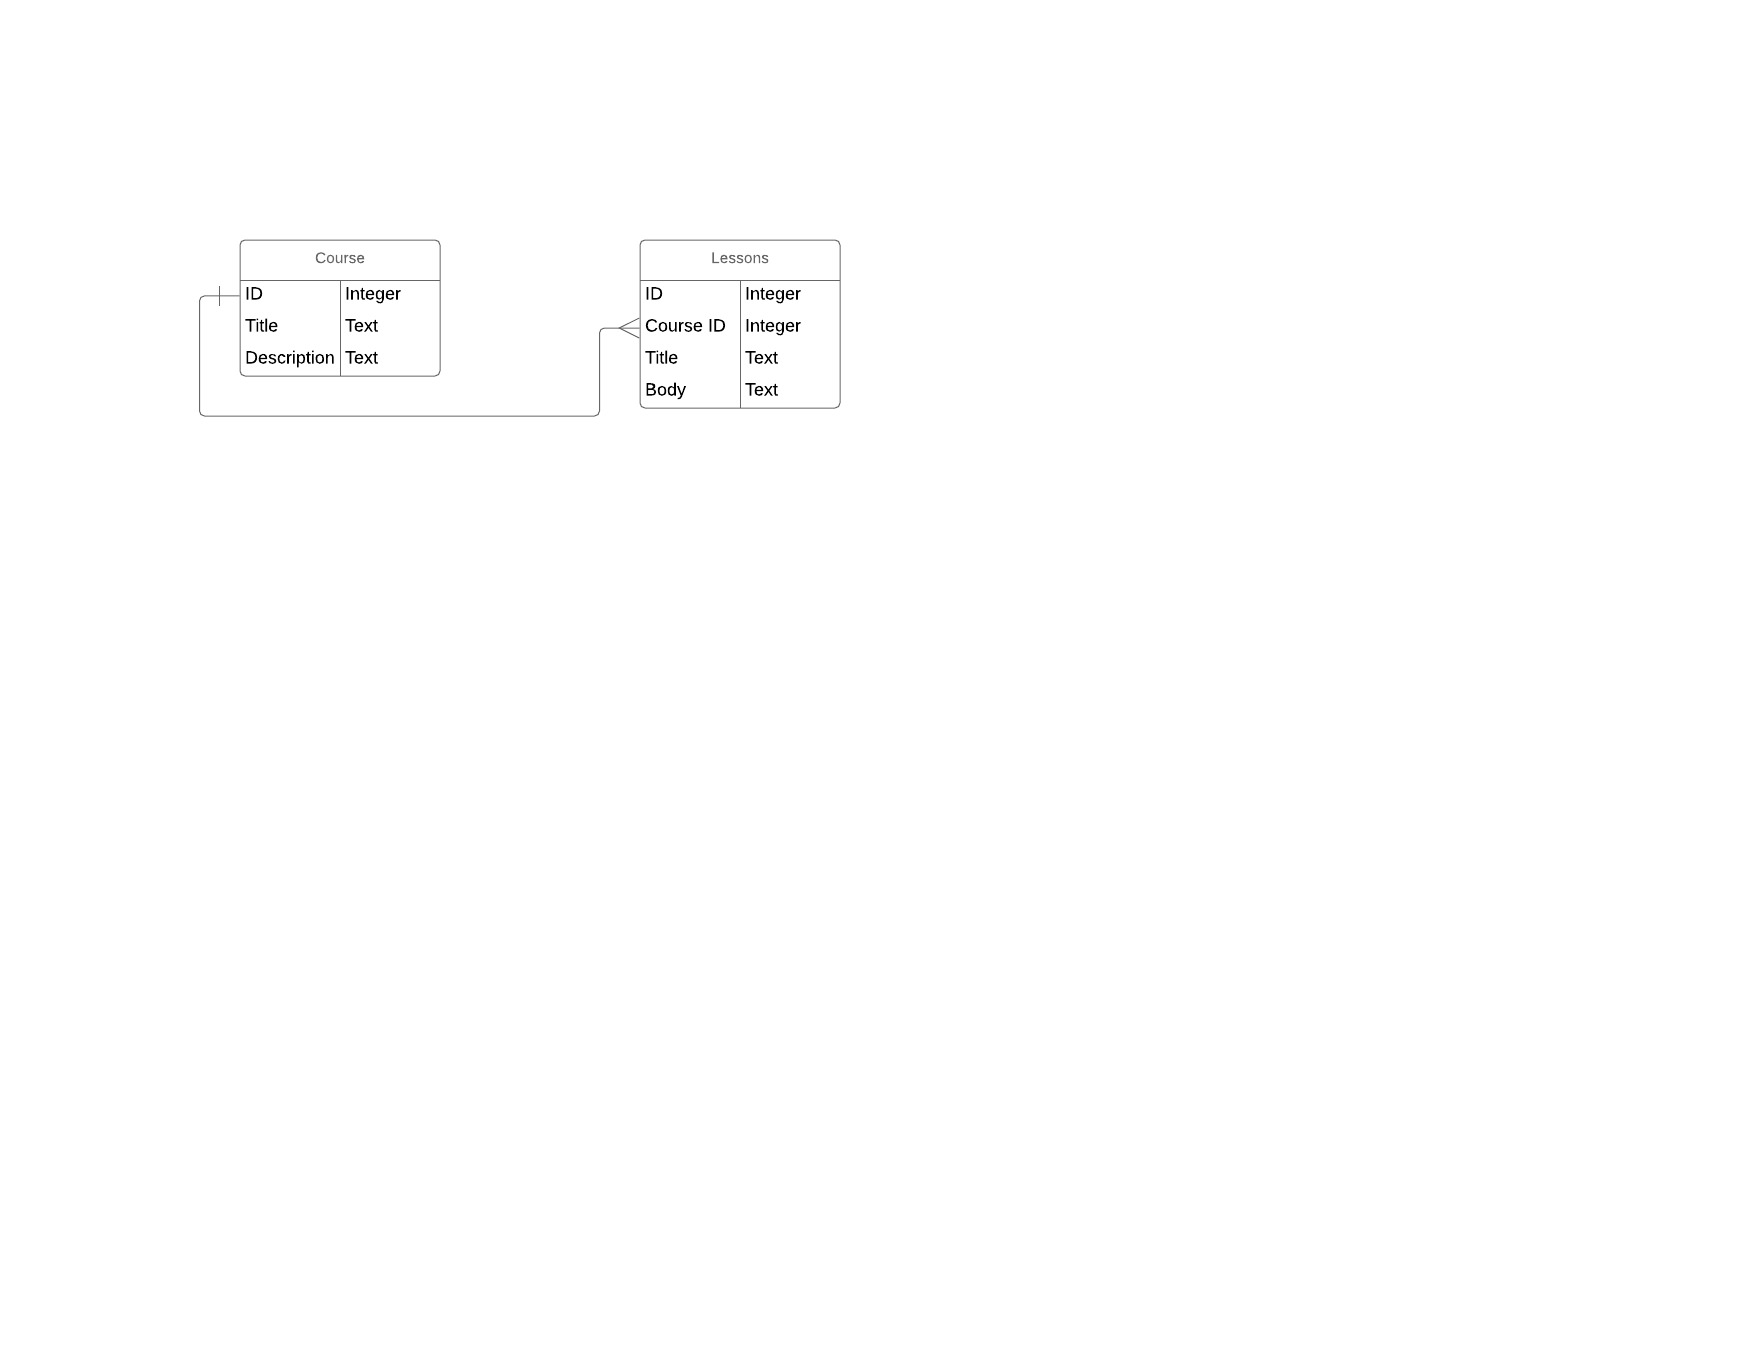 Course
ID Integer
Title Text
Description Text
Lessons
ID Integer
Course ID Integer
Title Text
Body Text